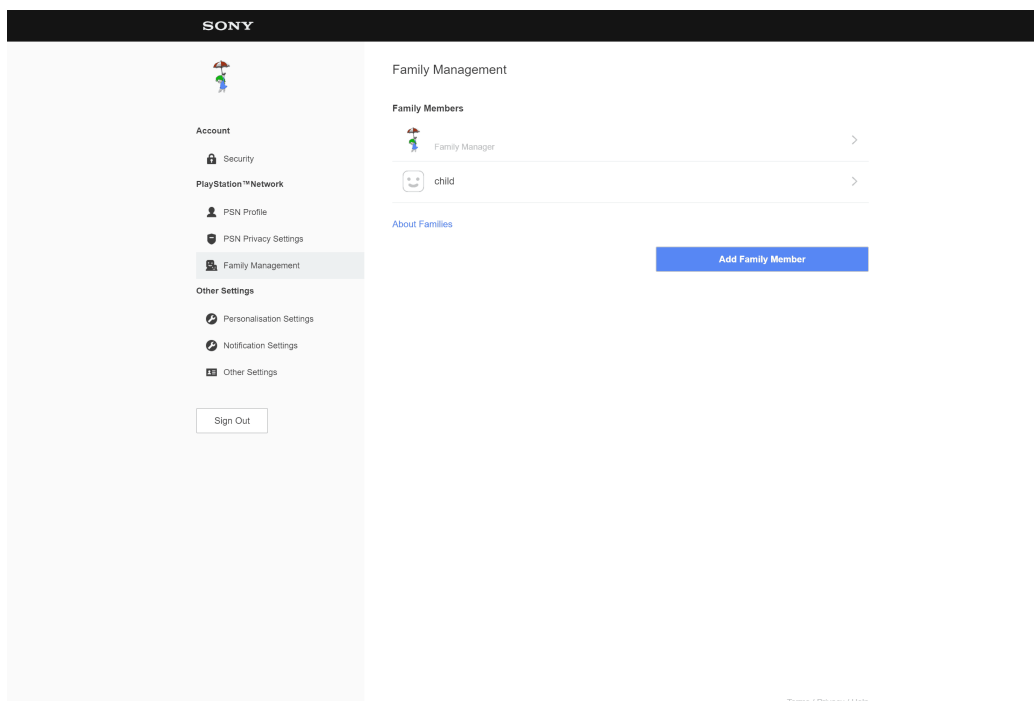 SONY
Account
Security
PlayStation™Network
PSN Profile
PSN Privacy Settings
Family Management
Other Settings
Personalisation Settings
Notification Settings
Other Settings
Sign Out
Family Management
Family Members
Family Manager
child
About Families
Add Family Member